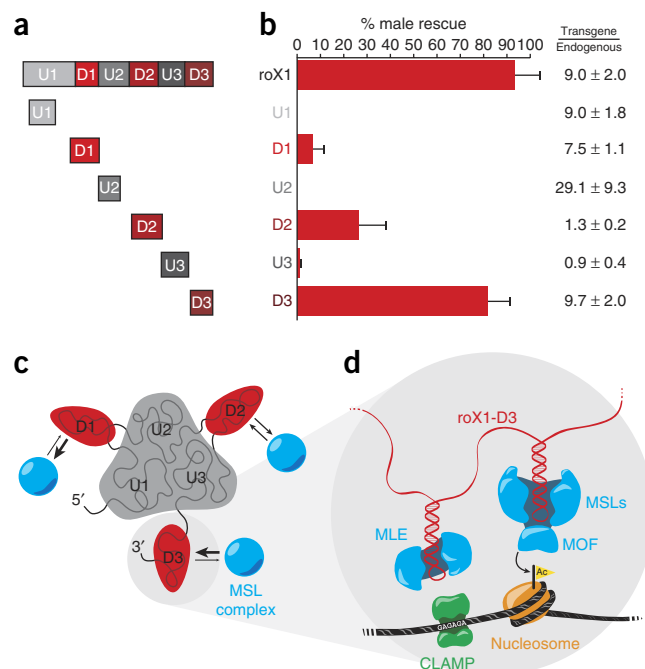 a
U1 D1 U2 D2 U3 D3
U1
D1
U2
D2
U3
D3
b
% male rescue
0 10 20 30 40 50 60 70 80 90 100
Transgene
Endogenous
roX1 9.0 ± 2.0
U1 9.0 ± 1.8
D1 7.5 ± 1.1
U2 29.1 ± 9.3
D2 1.3 ± 0.2
U3 0.9 ± 0.4
D3 9.7 ± 2.0
c
D1
U2
D2
U1
U3
5′
3′
D3
MSL
complex
d
roX1-D3
MLE
MSLs
MOF
Ac
GAGAGA
Nucleosome
CLAMP